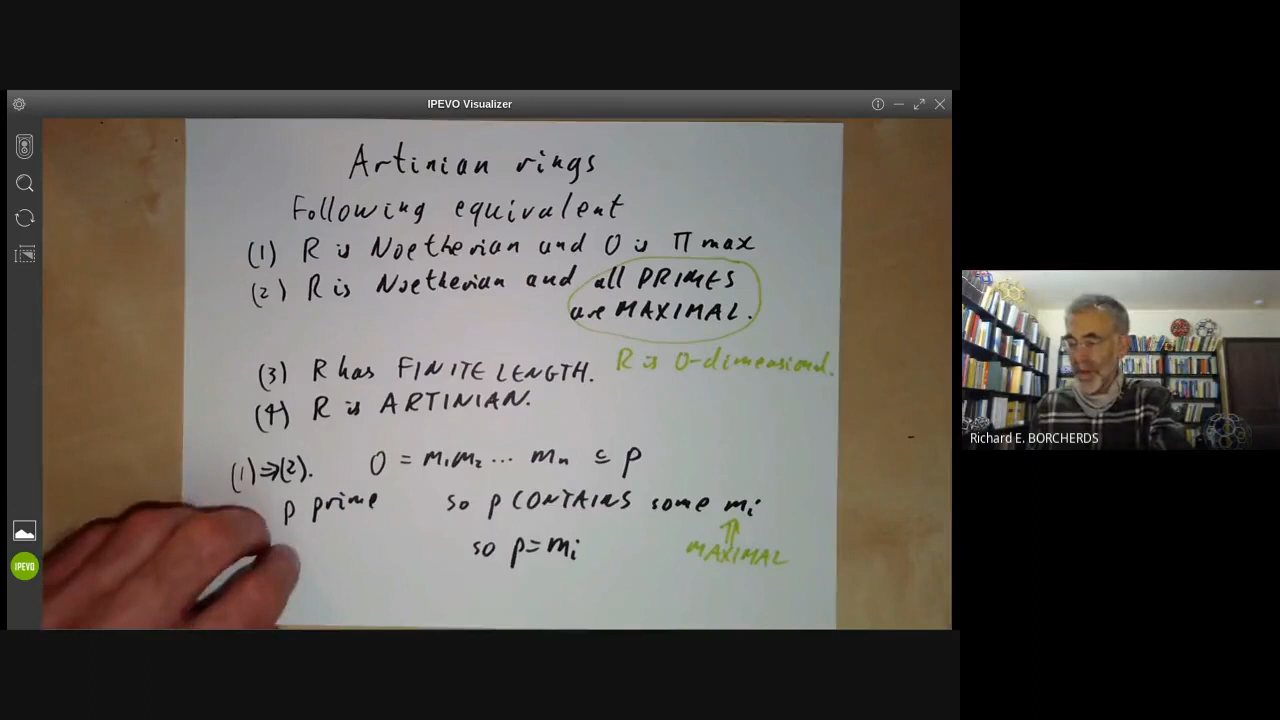 IPEVO Visualizer
Artinian rings
Following equivalent
(1) R is Noetherian and 0 is Π max
(2) R is Noetherian and all PRIMES
are MAXIMAL.
R is 0-dimensional.
(3) R has FINITE LENGTH.
(4) R is ARTINIAN.
(1)⇒(2). 0 = m₁m₂... mₙ ⊆ p
p prime so p CONTAINS some mᵢ
⇑
MAXIMAL
so p=mᵢ
IPEVO
Richard E. BORCHERDS